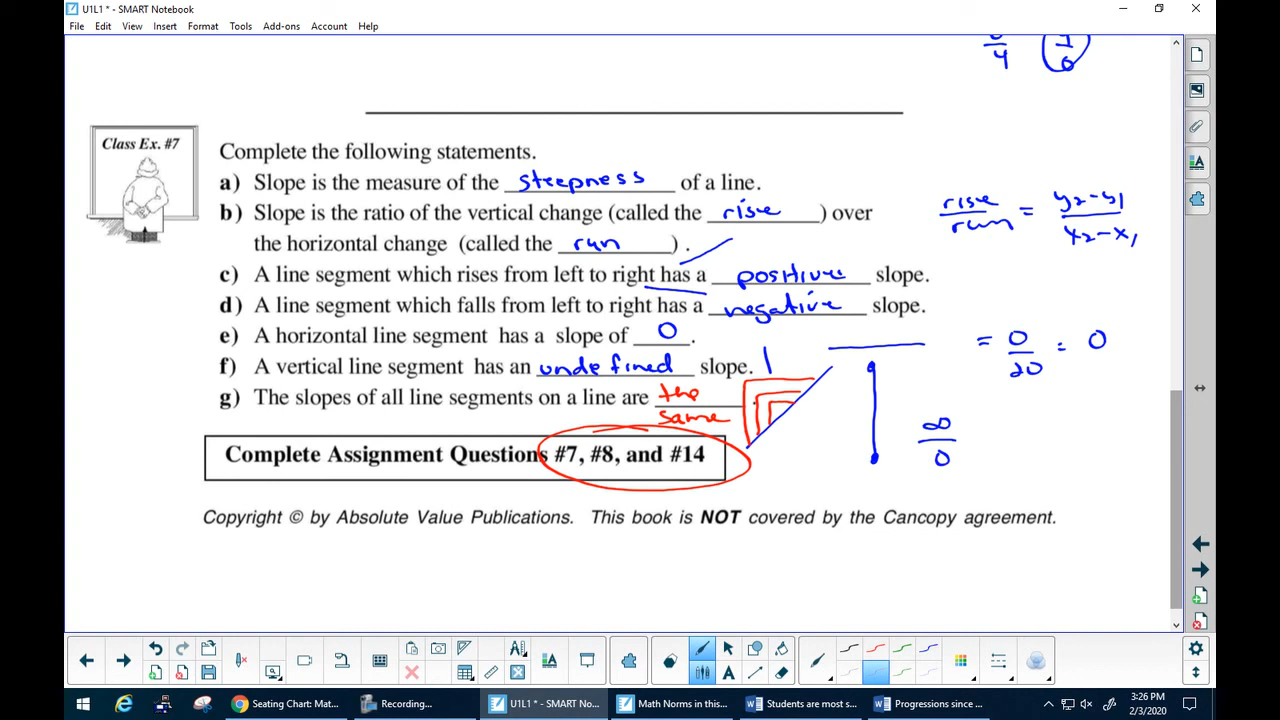 U1L1 * - SMART Notebook
File Edit View Insert Format Tools Add-ons Account Help
4 0
Class Ex. #7
Complete the following statements.
a) Slope is the measure of the steepness of a line.
b) Slope is the ratio of the vertical change (called the rise ) over
the horizontal change (called the run ) .
c) A line segment which rises from left to right has a positive slope.
d) A line segment which falls from left to right has a negative slope.
e) A horizontal line segment has a slope of 0 .
f) A vertical line segment has an undefined slope.
g) The slopes of all line segments on a line are the same .
rise/run = y2-y1/x2-x1
= 0/20 = 0
∞/0
Complete Assignment Questions #7, #8, and #14
Copyright © by Absolute Value Publications. This book is NOT covered by the Cancopy agreement.
Seating Chart: Mat... Recording... U1L1 * - SMART No... Math Norms in this... Students are most s... Progressions since ...
3:26 PM
2/3/2020